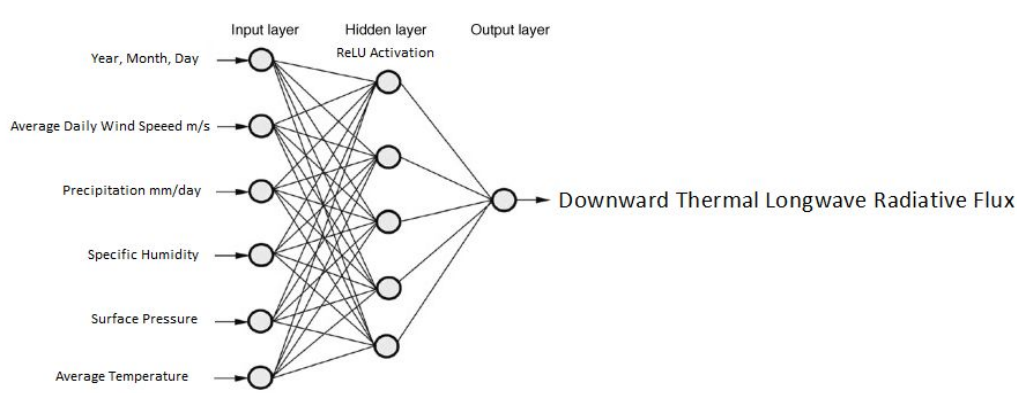 Input layer
Hidden layer
Output layer
ReLU Activation
Year, Month, Day
Average Daily Wind Speeed m/s
Precipitation mm/day
Specific Humidity
Surface Pressure
Average Temperature
Downward Thermal Longwave Radiative Flux